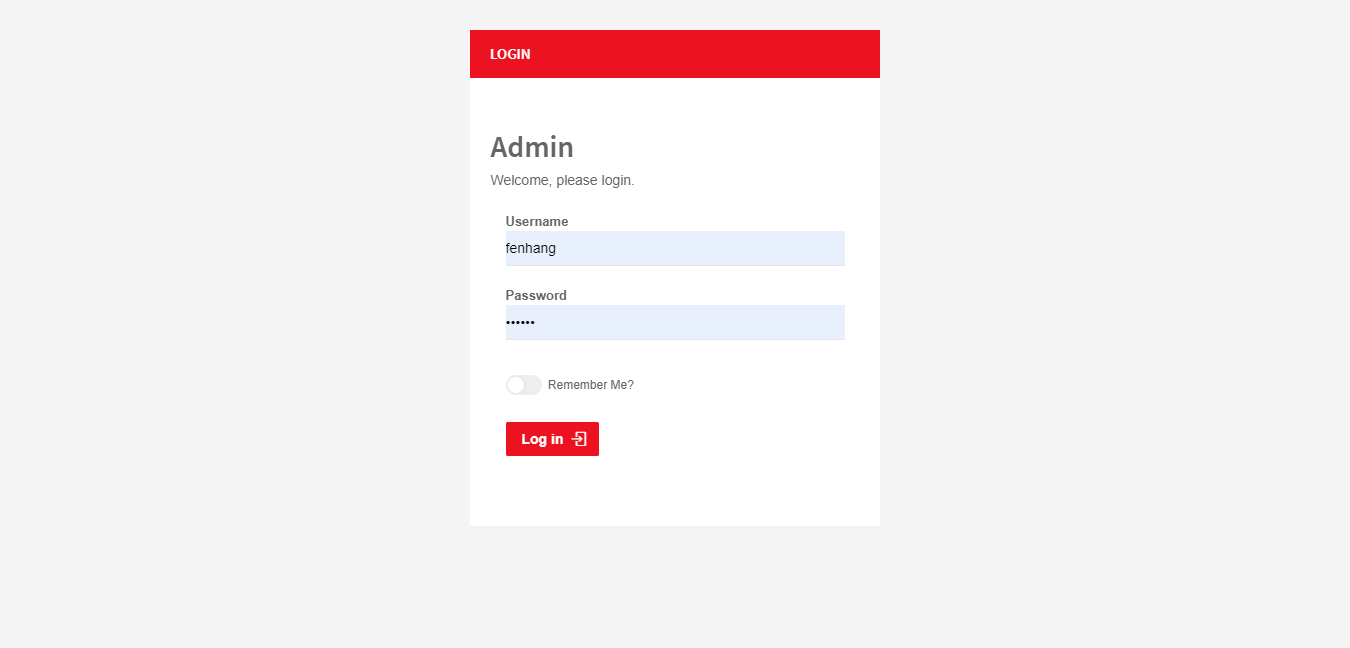 LOGIN
Admin
Welcome, please login.
Username
fenhang
Password
••••••
Remember Me?
Log in